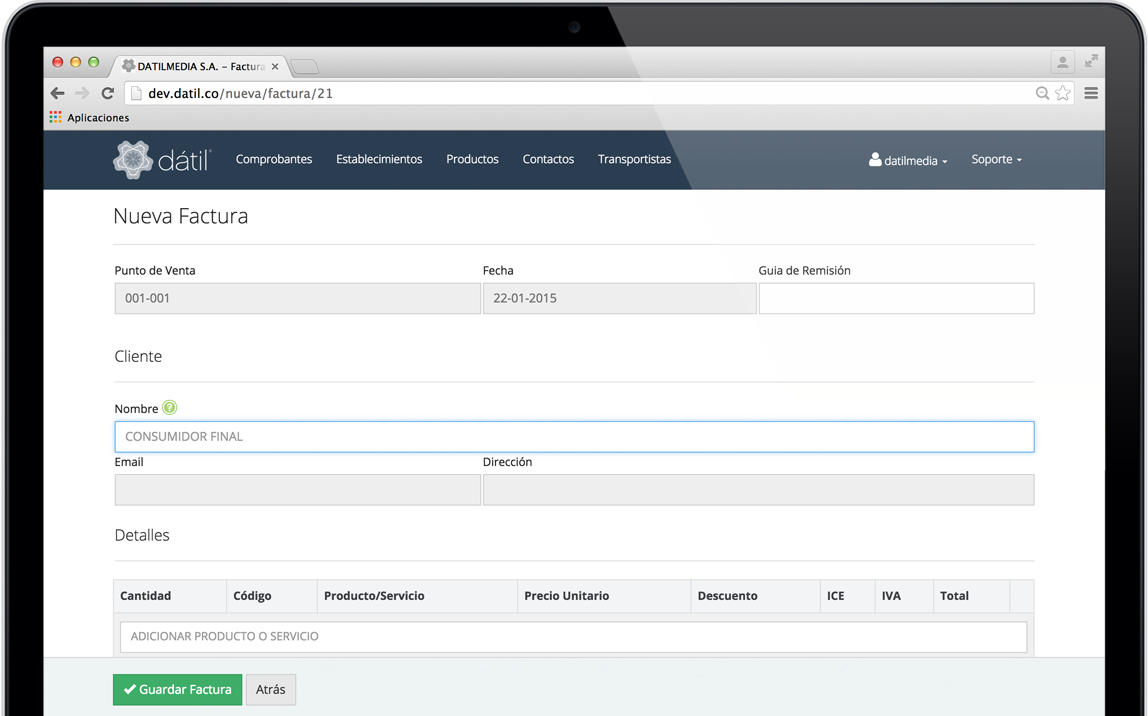 DATILMEDIA S.A. – Factura
dev.datil.co/nueva/factura/21
Aplicaciones
dátil Comprobantes Establecimientos Productos Contactos Transportistas datilmedia Soporte
Nueva Factura
Punto de Venta Fecha Guia de Remisión
001-001 22-01-2015
Cliente
Nombre ?
CONSUMIDOR FINAL
Email Dirección
Detalles
Cantidad Código Producto/Servicio Precio Unitario Descuento ICE IVA Total
ADICIONAR PRODUCTO O SERVICIO
Guardar Factura Atrás